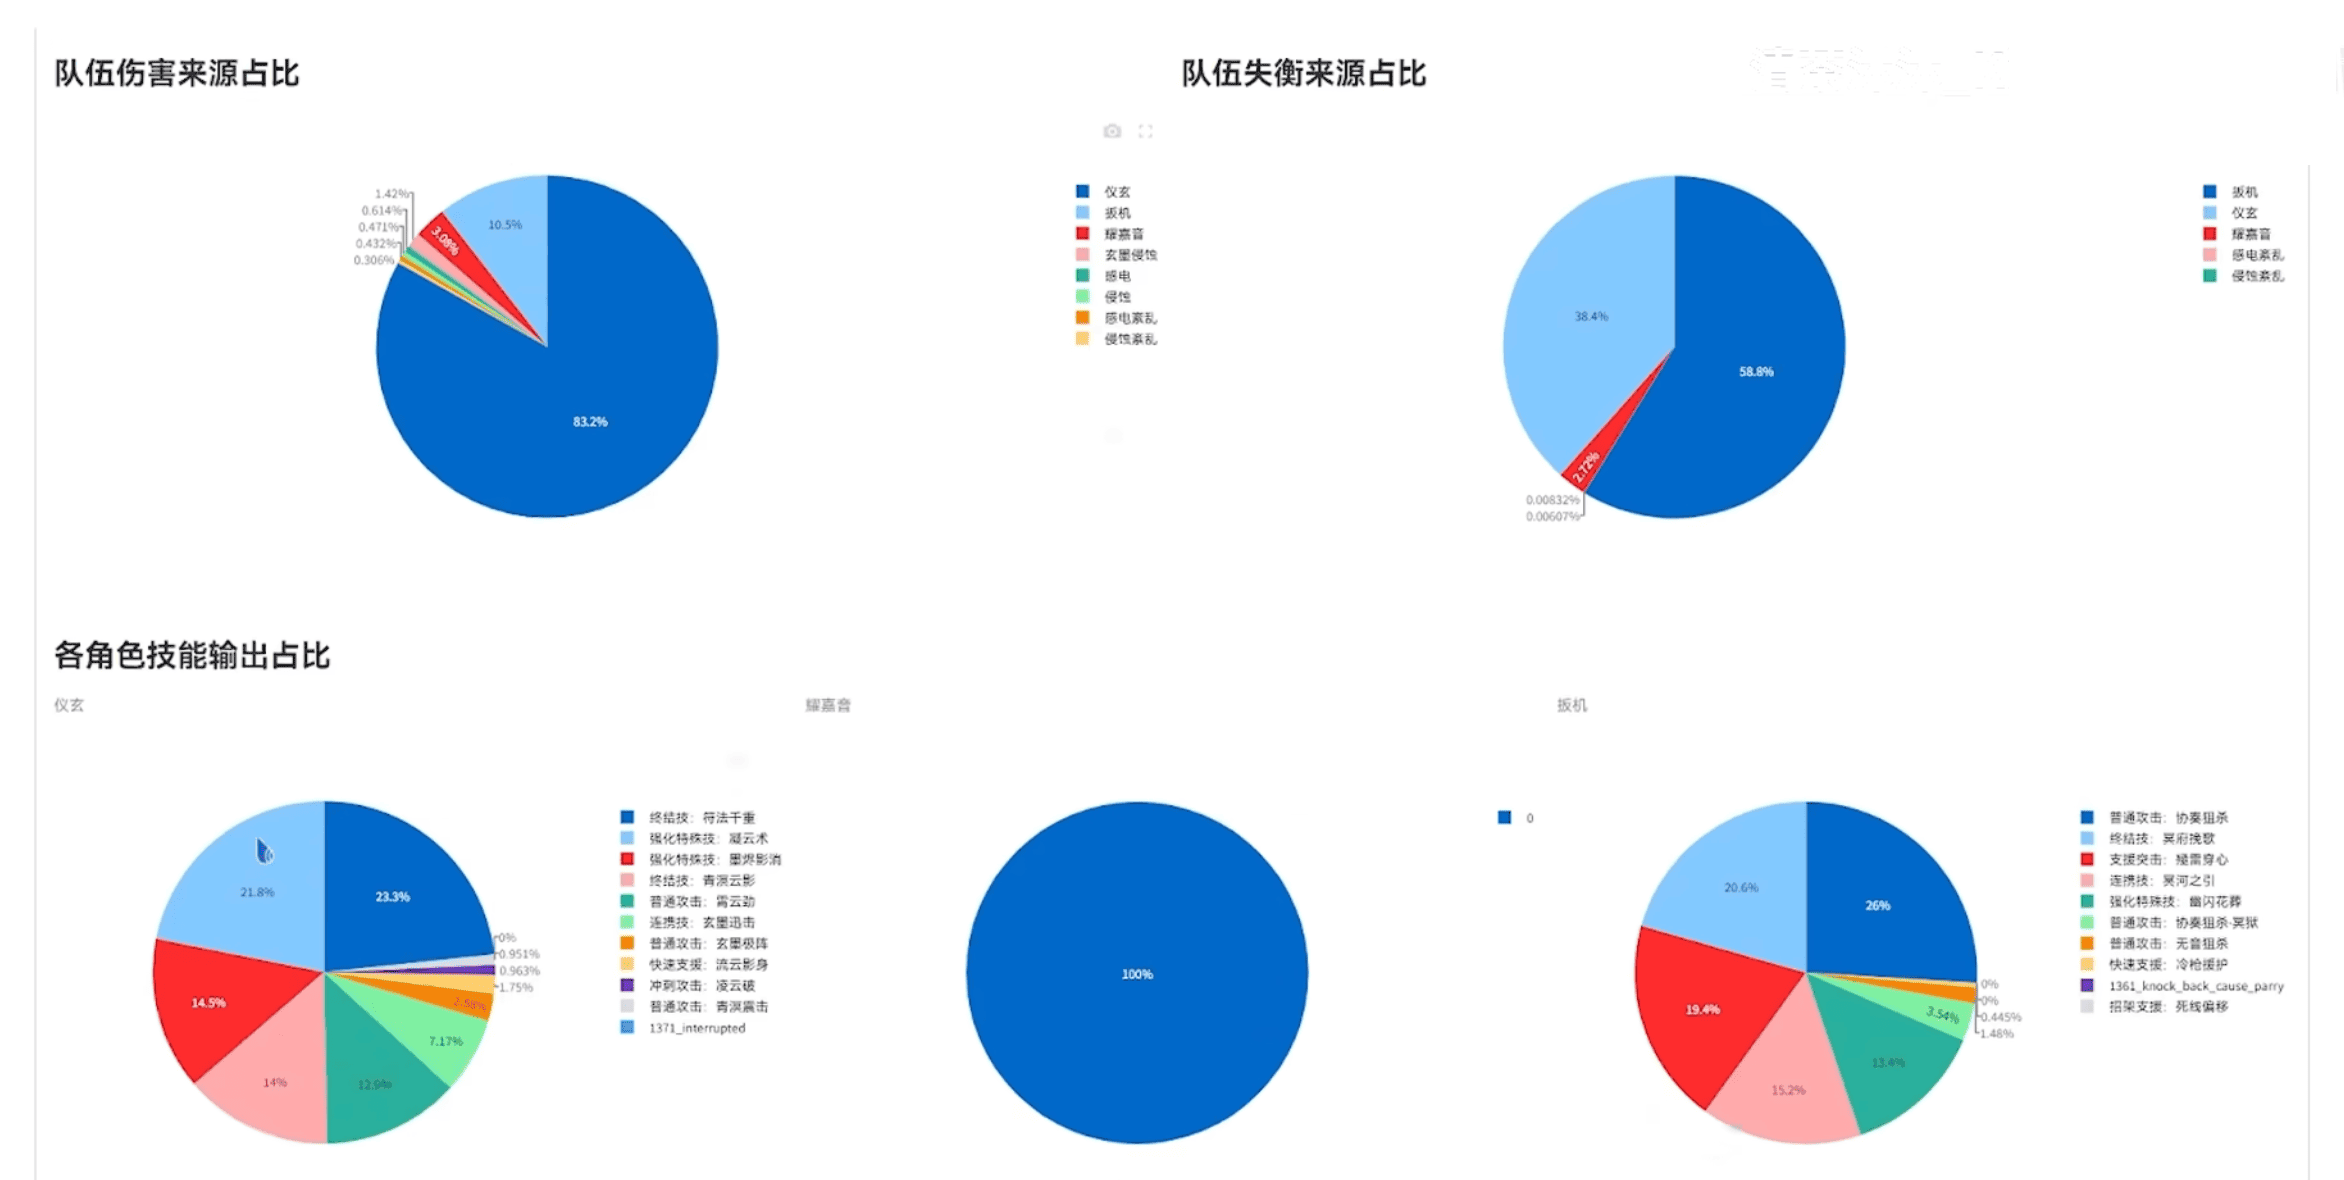 队伍伤害来源占比
1.42%
0.614%
0.471%
0.432%
0.306%
3.08%
10.5%
83.2%
仪玄
扳机
耀嘉音
玄墨侵蚀
感电
侵蚀
感电紊乱
侵蚀紊乱
队伍失衡来源占比
38.4%
58.8%
2.72%
0.00832%
0.00607%
扳机
仪玄
耀嘉音
感电紊乱
侵蚀紊乱
各角色技能输出占比
仪玄
21.8%
23.3%
0%
0.951%
0.963%
1.75%
2.58%
14.5%
7.17%
14%
12.9%
终结技：符法千重
强化特殊技：凝云术
强化特殊技：墨烬影消
终结技：青溟云影
普通攻击：霄云劲
连携技：玄墨迅击
普通攻击：玄墨极阵
快速支援：流云影身
冲刺攻击：凌云破
普通攻击：青溟震击
1371_interrupted
耀嘉音
100%
0
扳机
20.6%
26%
0%
0%
0.445%
1.48%
19.4%
3.54%
13.4%
15.2%
普通攻击：协奏狙杀
终结技：冥府挽歌
支援突击：殛雷穿心
连携技：冥河之引
强化特殊技：幽闪花葬
普通攻击：协奏狙杀·冥狱
普通攻击：无音狙杀
快速支援：冷枪援护
1361_knock_back_cause_parry
招架支援：死线偏移